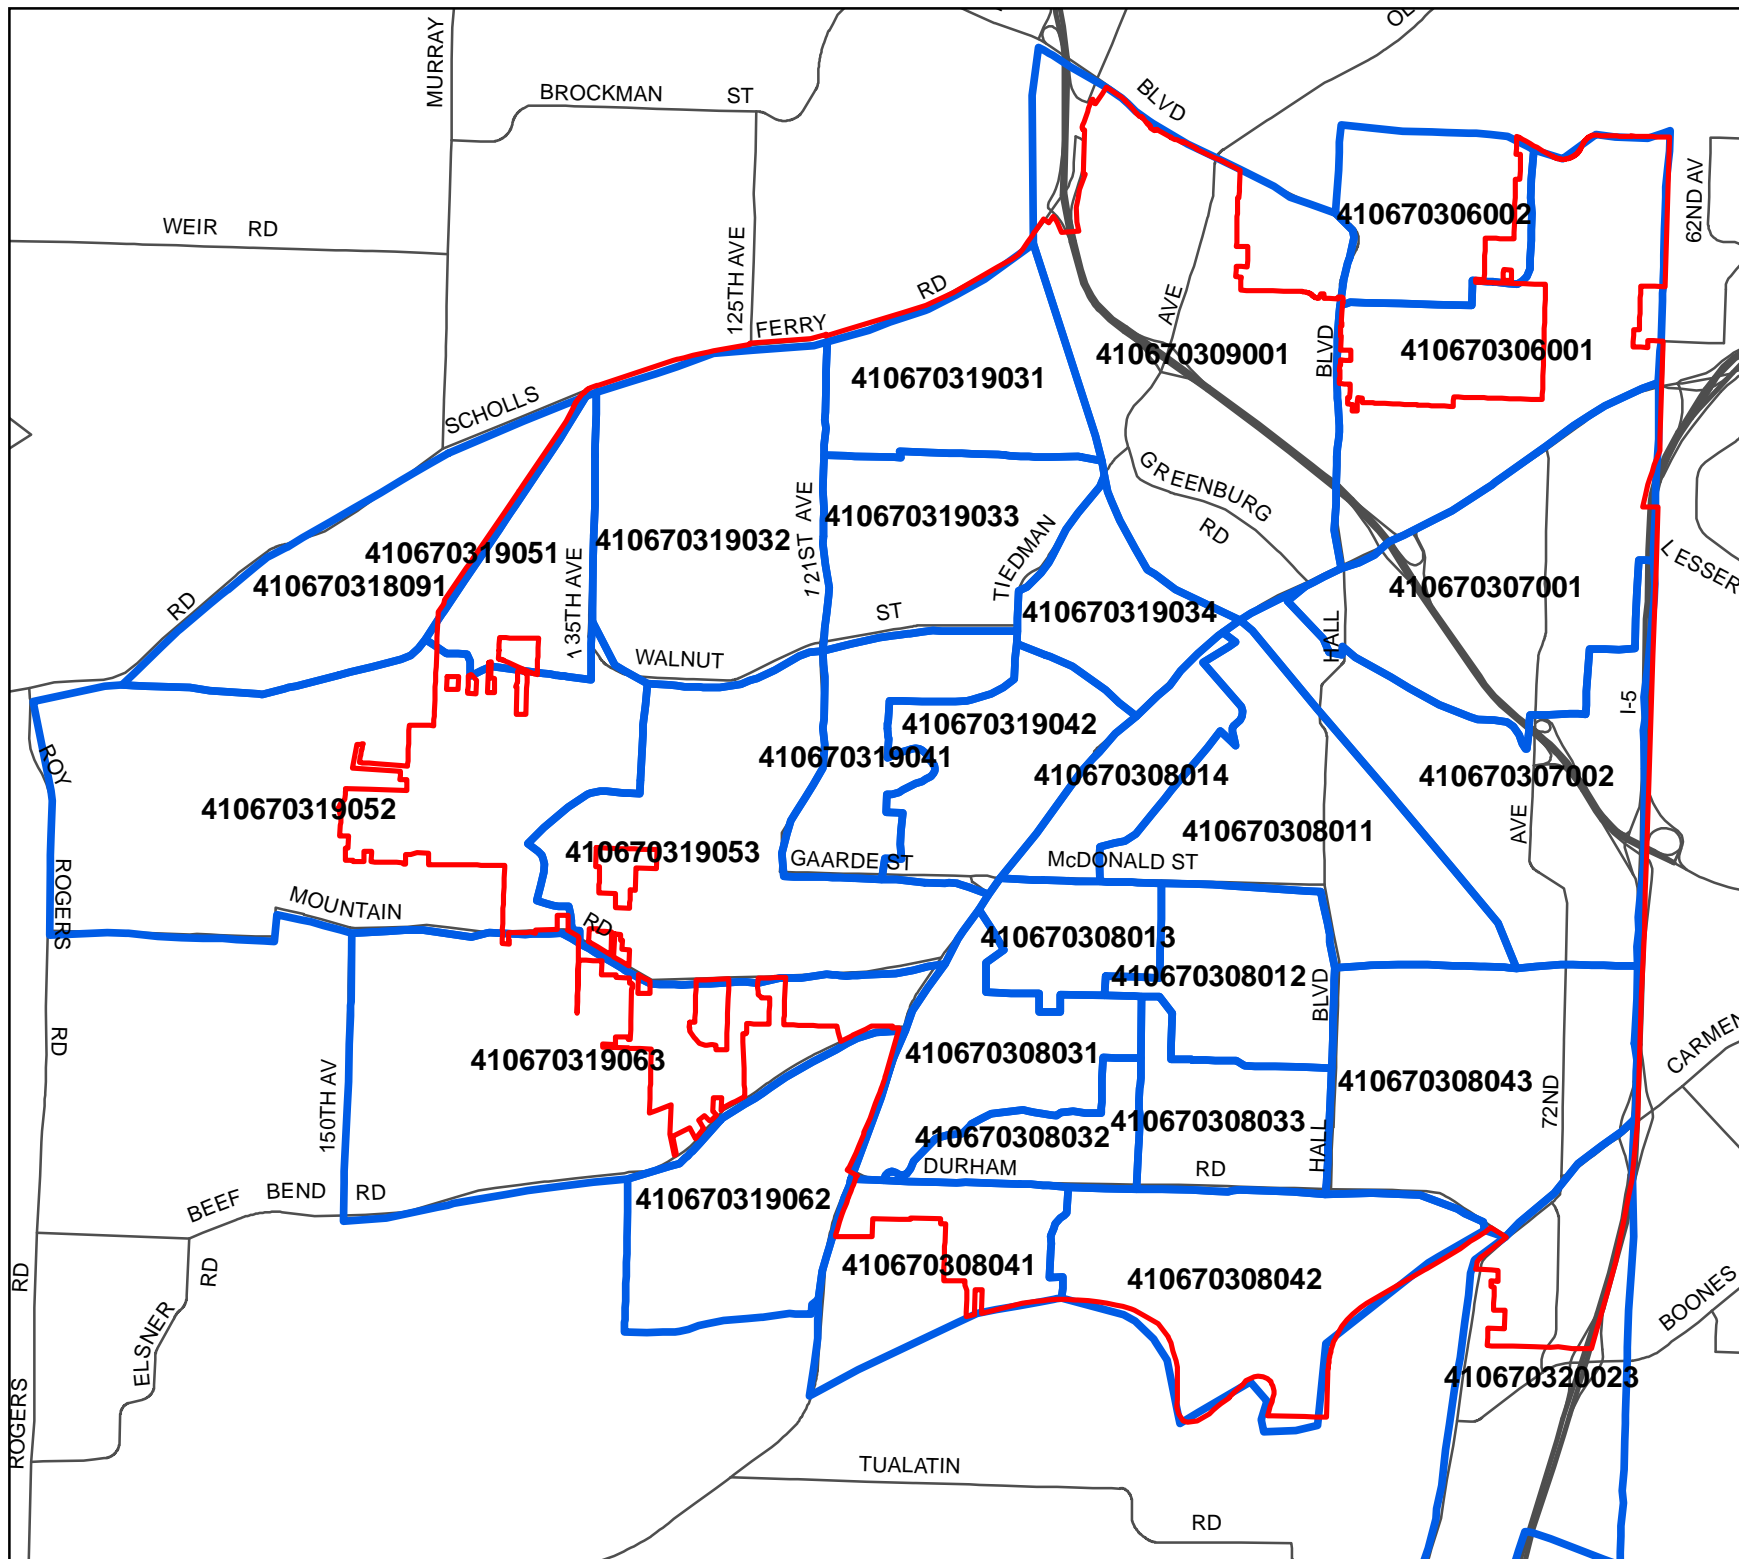 MURRAY
BROCKMAN ST
BLVD
WEIR RD
125TH AVE
62ND AV
410670306002
RD
FERRY
AVE
BLVD
410670309001
410670306001
410670319031
SCHOLLS
GREENBURG
RD
121ST AVE
410670319033
TIEDMAN
410670319032
410670319051
410670318091
135TH AVE
LESSER
410670307001
RD
ST
410670319034
HALL
WALNUT
I-5
410670319042
410670319041
410670308014
410670307002
ROY
410670319052
AVE
410670308011
410670319053
GAARDE ST
McDONALD ST
ROGERS
MOUNTAIN
RD
410670308013
410670308012
BLVD
RD
CARMEN
410670319063
410670308031
410670308043
150TH AV
72ND
410670308033
410670308032
HALL
DURHAM
RD
BEEF BEND RD
410670319062
RD
RD
410670308041
410670308042
BOONES
ELSNER
410670320023
ROGERS
TUALATIN
RD